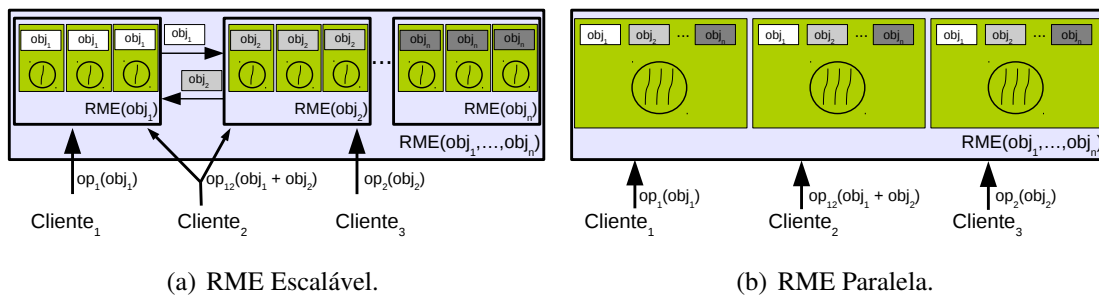 obj1 obj1 obj1 obj1 obj2 obj2 obj2 ... objn objn objn
obj2
RME(obj1) RME(obj2) RME(objn)
RME(obj1,...,objn)
op1(obj1) op12(obj1 + obj2) op2(obj2)
Cliente1 Cliente2 Cliente3
(a) RME Escalável.
obj1 obj2 ... objn obj1 obj2 ... objn obj1 obj2 ... objn
RME(obj1,...,objn)
op1(obj1) op12(obj1 + obj2) op2(obj2)
Cliente1 Cliente2 Cliente3
(b) RME Paralela.